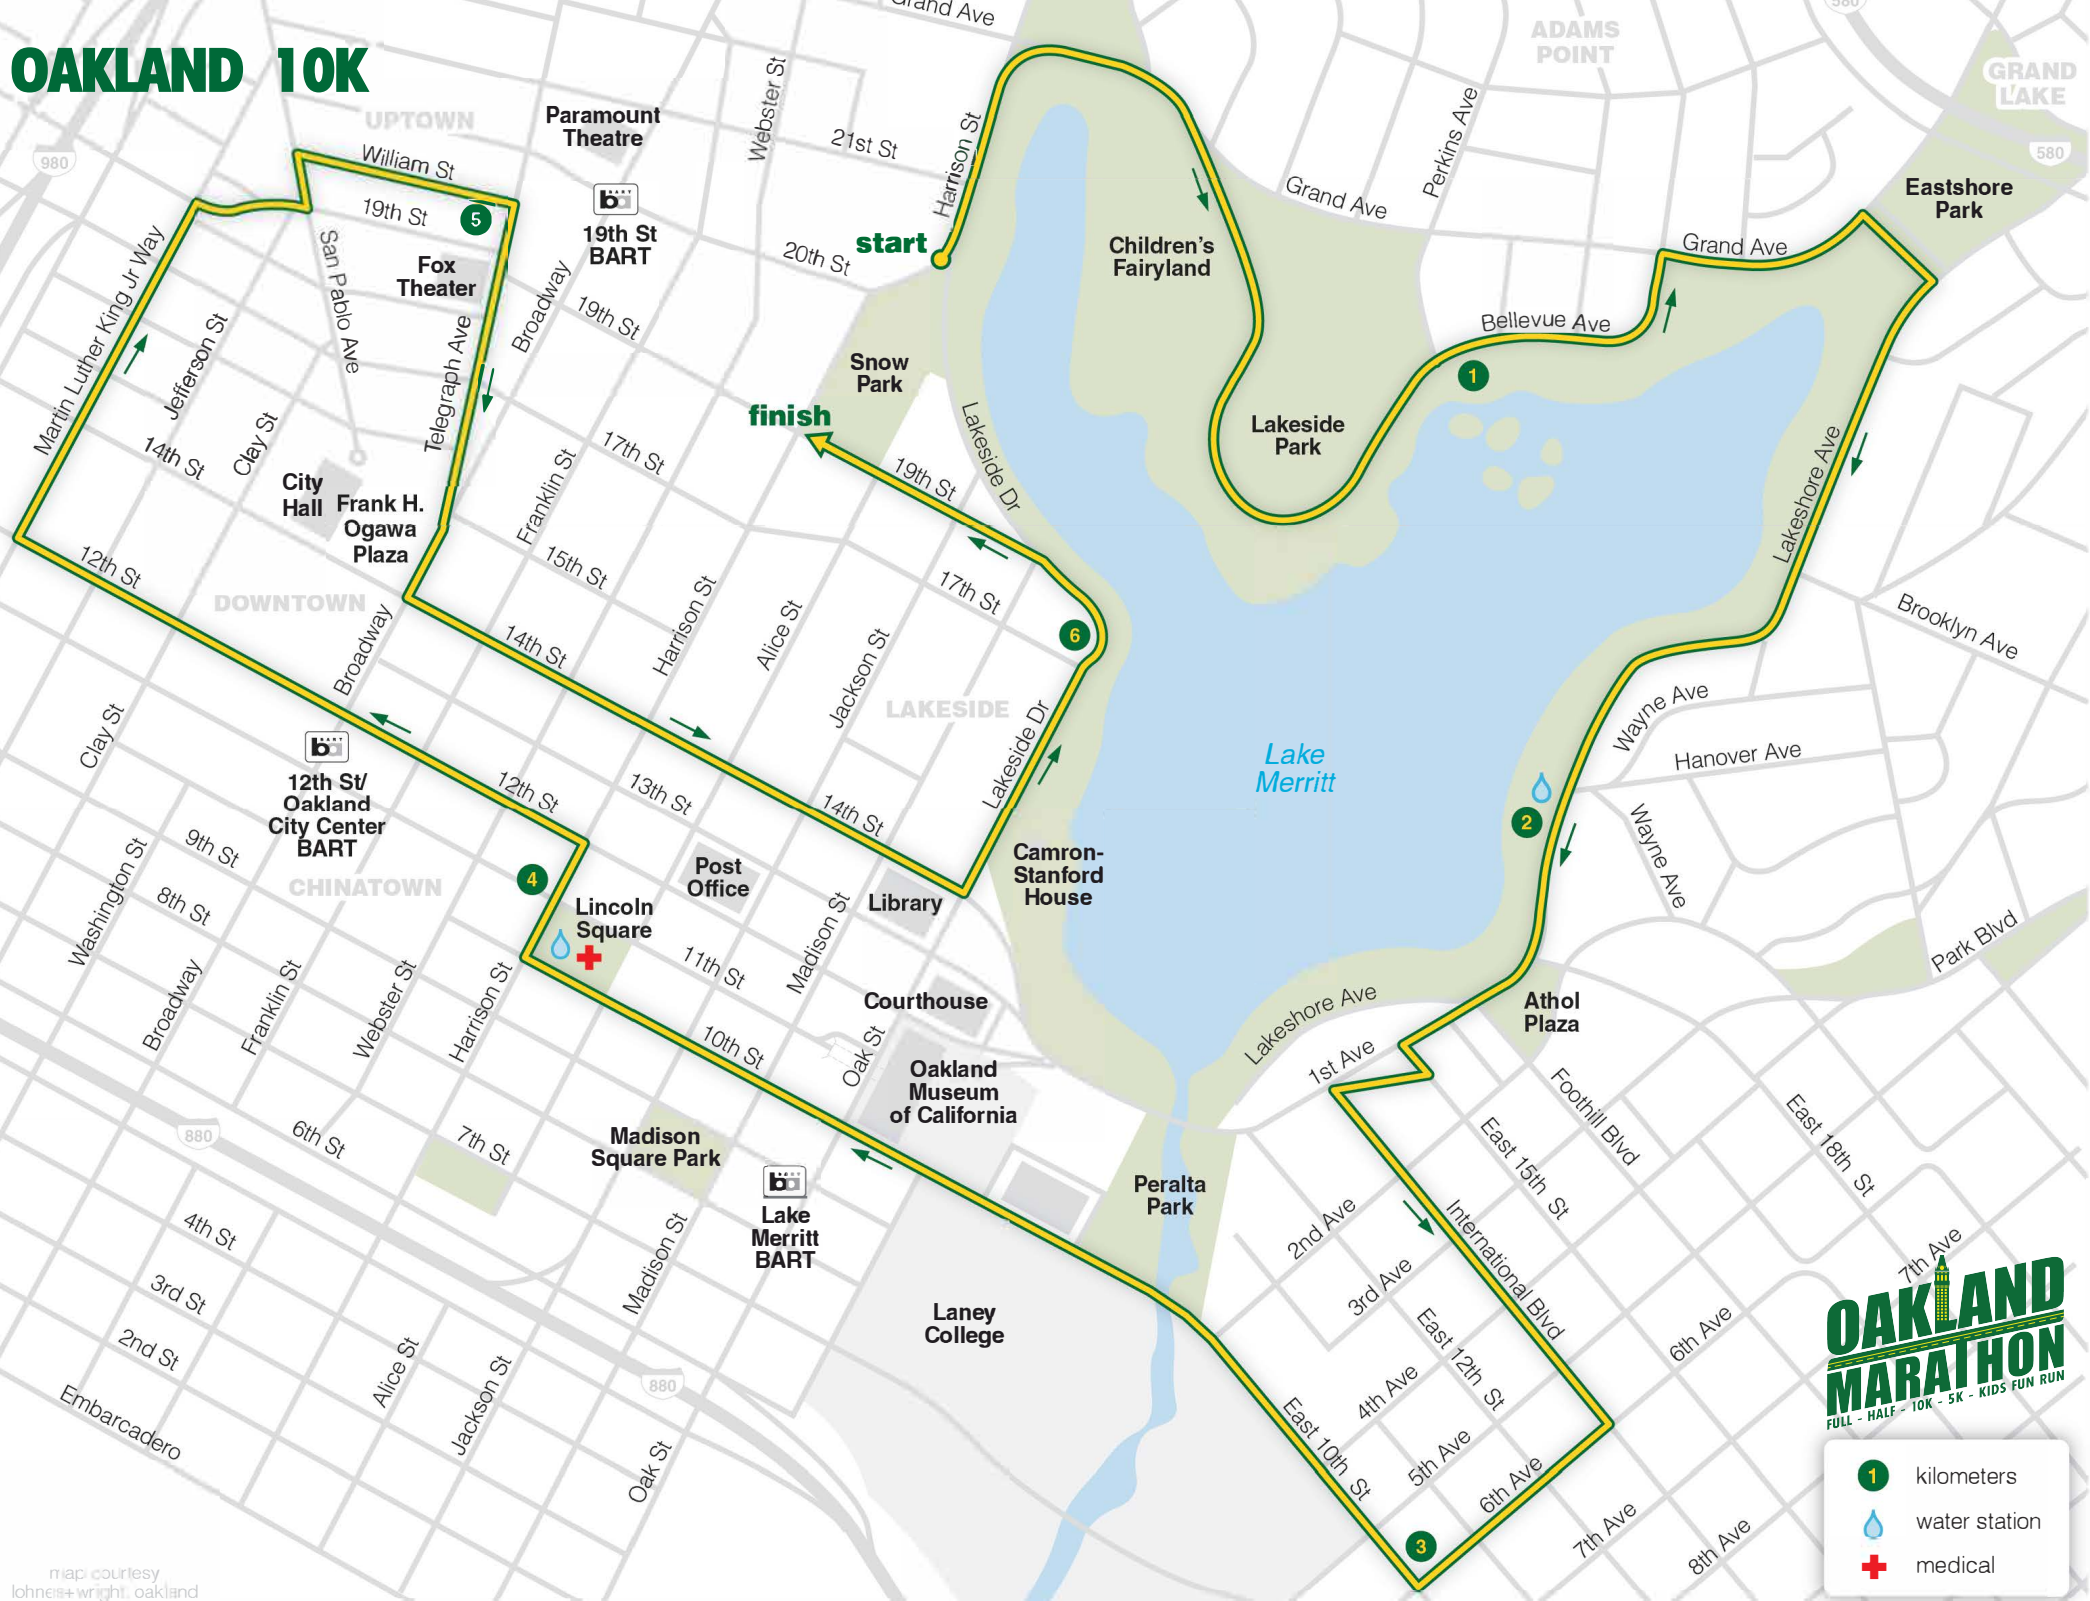 OAKLAND 10K
Grand Ave
ADAMS
POINT
580
GRAND
LAKE
580
UPTOWN
Paramount
Theatre
Webster St
21st St
Harrison St
Perkins Ave
Grand Ave
Eastshore
Park
980
William St
19th St
5
19th St
BART
20th St
start
Children's
Fairyland
Grand Ave
Bellevue Ave
1
San Pablo Ave
Fox
Theater
Broadway
19th St
Martin Luther King Jr Way
Jefferson St
Telegraph Ave
Snow
Park
finish
Lakeside
Park
Lakeside Dr
Lakeshore Ave
14th St
Clay St
City
Hall
Frank H.
Ogawa
Plaza
Franklin St
17th St
19th St
15th St
12th St
DOWNTOWN
Broadway
14th St
Harrison St
Alice St
Jackson St
17th St
6
LAKESIDE
Lakeside Dr
Brooklyn Ave
Wayne Ave
Hanover Ave
Lake
Merritt
2
Wayne Ave
Clay St
12th St/
Oakland
City Center
BART
12th St
13th St
14th St
9th St
8th St
CHINATOWN
4
Post
Office
Library
Camron-
Stanford
House
Lincoln
Square
Washington St
Broadway
Franklin St
Webster St
Harrison St
11th St
Madison St
Courthouse
10th St
Oak St
Oakland
Museum
of California
Lakeshore Ave
1st Ave
Athol
Plaza
Park Blvd
Foothill Blvd
East 15th St
East 18th St
880
6th St
7th St
Madison
Square Park
Lake
Merritt
BART
Peralta
Park
2nd Ave
International Blvd
3rd Ave
7th Ave
6th Ave
4th St
3rd St
2nd St
Embarcadero
Madison St
880
Alice St
Jackson St
Oak St
Laney
College
East 10th St
East 12th St
4th Ave
5th Ave
6th Ave
7th Ave
8th Ave
3
OAKLAND
MARATHON
FULL - HALF - 10K - 5K - KIDS FUN RUN
1 kilometers
water station
medical
map courtesy
lohnes+wright, oakland